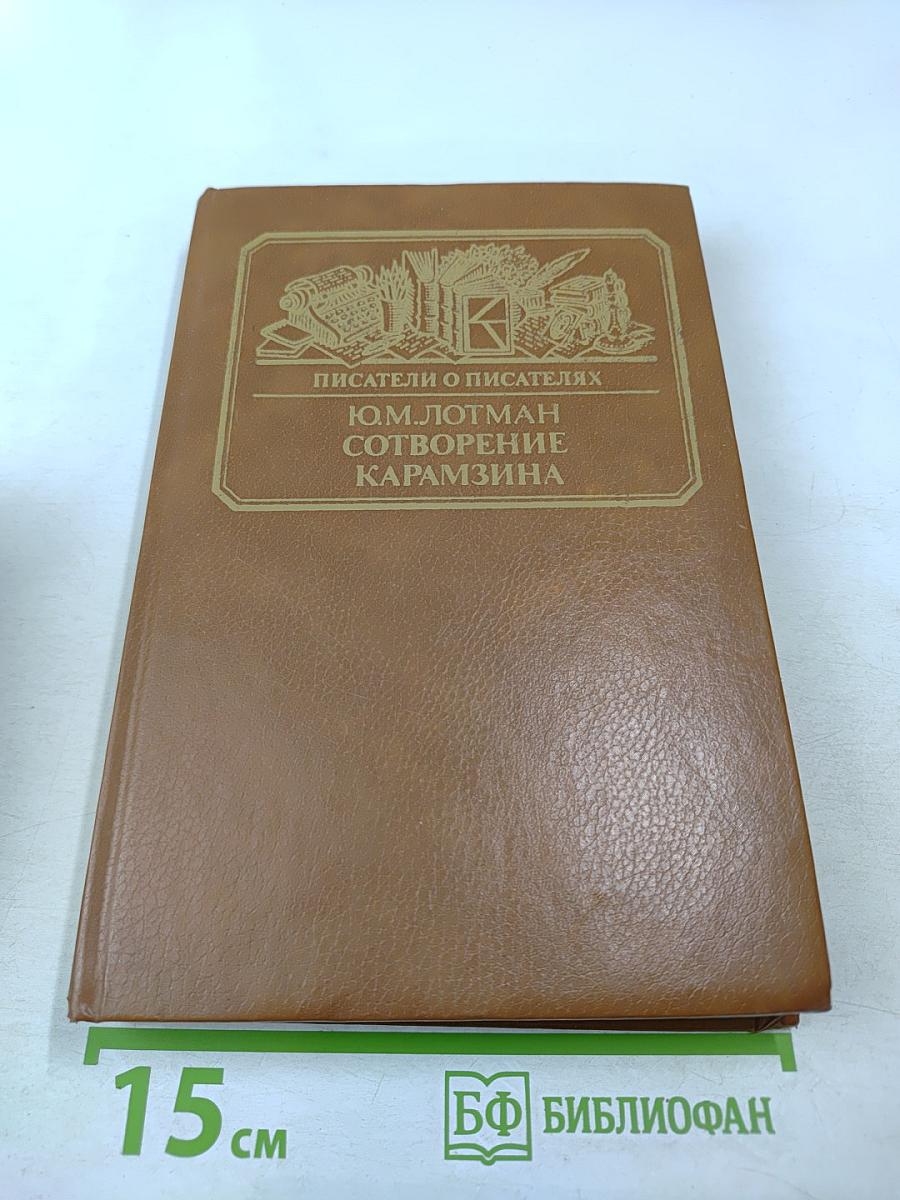 ПИСАТЕЛИ О ПИСАТЕЛЯХ
Ю.М.ЛОТМАН
СОТВОРЕНИЕ
КАРАМЗИНА
15 см
БФ БИБЛИОФАН